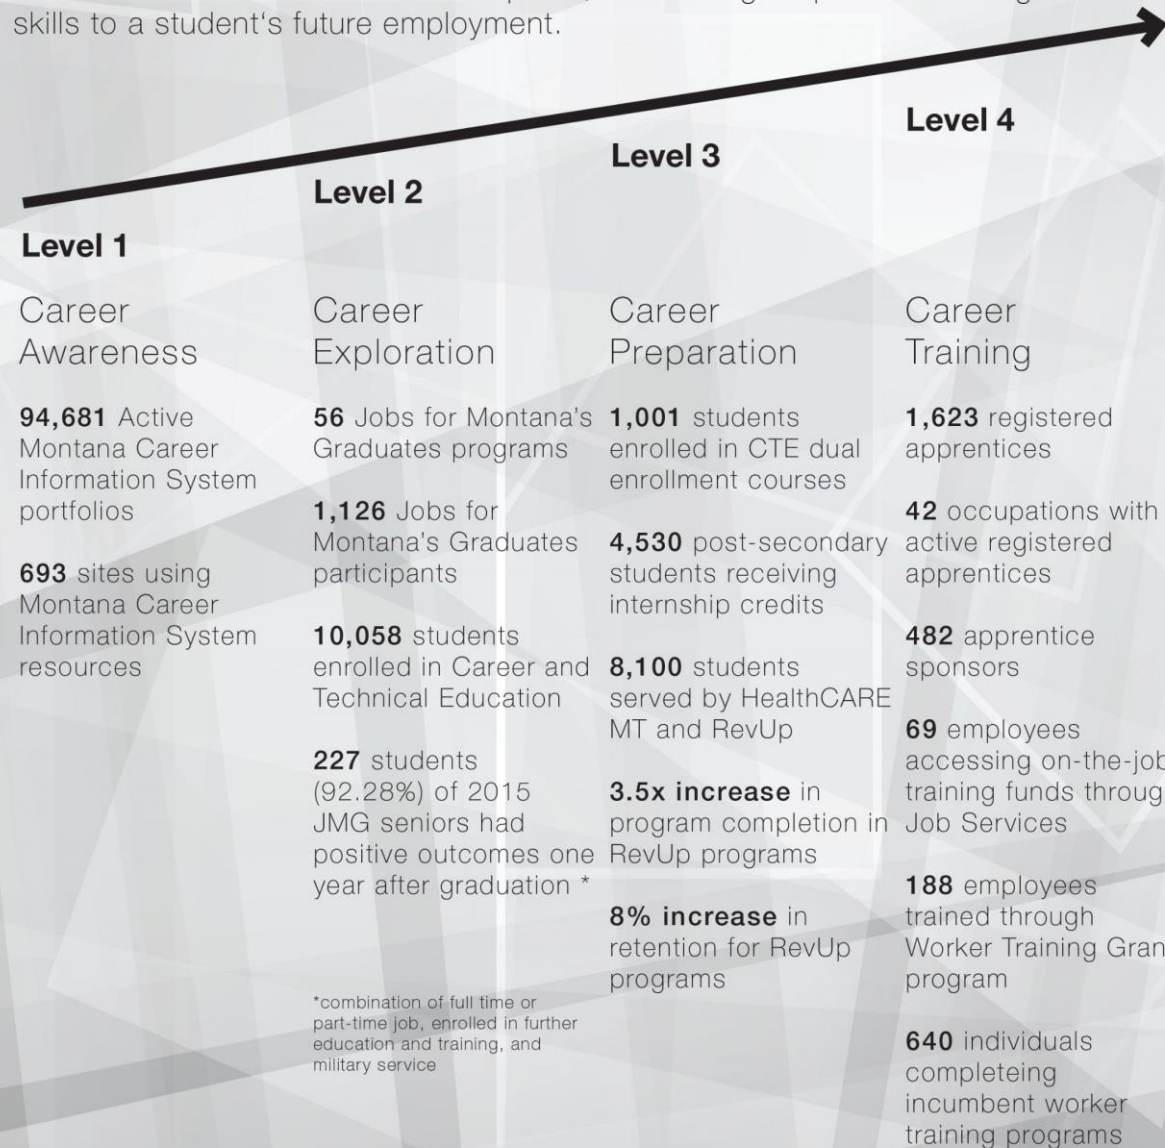 skills to a student‘s future employment.
Level 1
Career
Awareness
94,681 Active
Montana Career
Information System
portfolios
693 sites using
Montana Career
Information System
resources
Level 2
Career
Exploration
56 Jobs for Montana's
Graduates programs
1,126 Jobs for
Montana's Graduates
participants
10,058 students
enrolled in Career and
Technical Education
227 students
(92.28%) of 2015
JMG seniors had
positive outcomes one
year after graduation *
*combination of full time or
part-time job, enrolled in further
education and training, and
military service
Level 3
Career
Preparation
1,001 students
enrolled in CTE dual
enrollment courses
4,530 post-secondary
students receiving
internship credits
8,100 students
served by HealthCARE
MT and RevUp
3.5x increase in
program completion in
RevUp programs
8% increase in
retention for RevUp
programs
Level 4
Career
Training
1,623 registered
apprentices
42 occupations with
active registered
apprentices
482 apprentice
sponsors
69 employees
accessing on-the-job
training funds throug
Job Services
188 employees
trained through
Worker Training Gran
program
640 individuals
completeing
incumbent worker
training programs